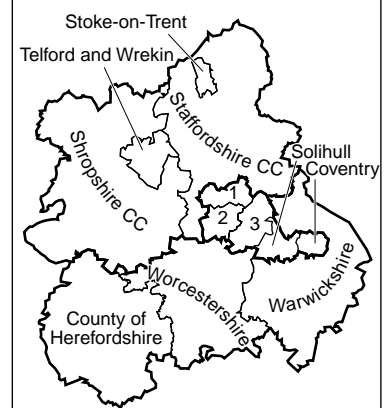 Stoke-on-Trent
Telford and Wrekin
Staffordshire CC
Shropshire CC
Solihull
Coventry
1
2
3
Worcestershire
Warwickshire
County of
Herefordshire